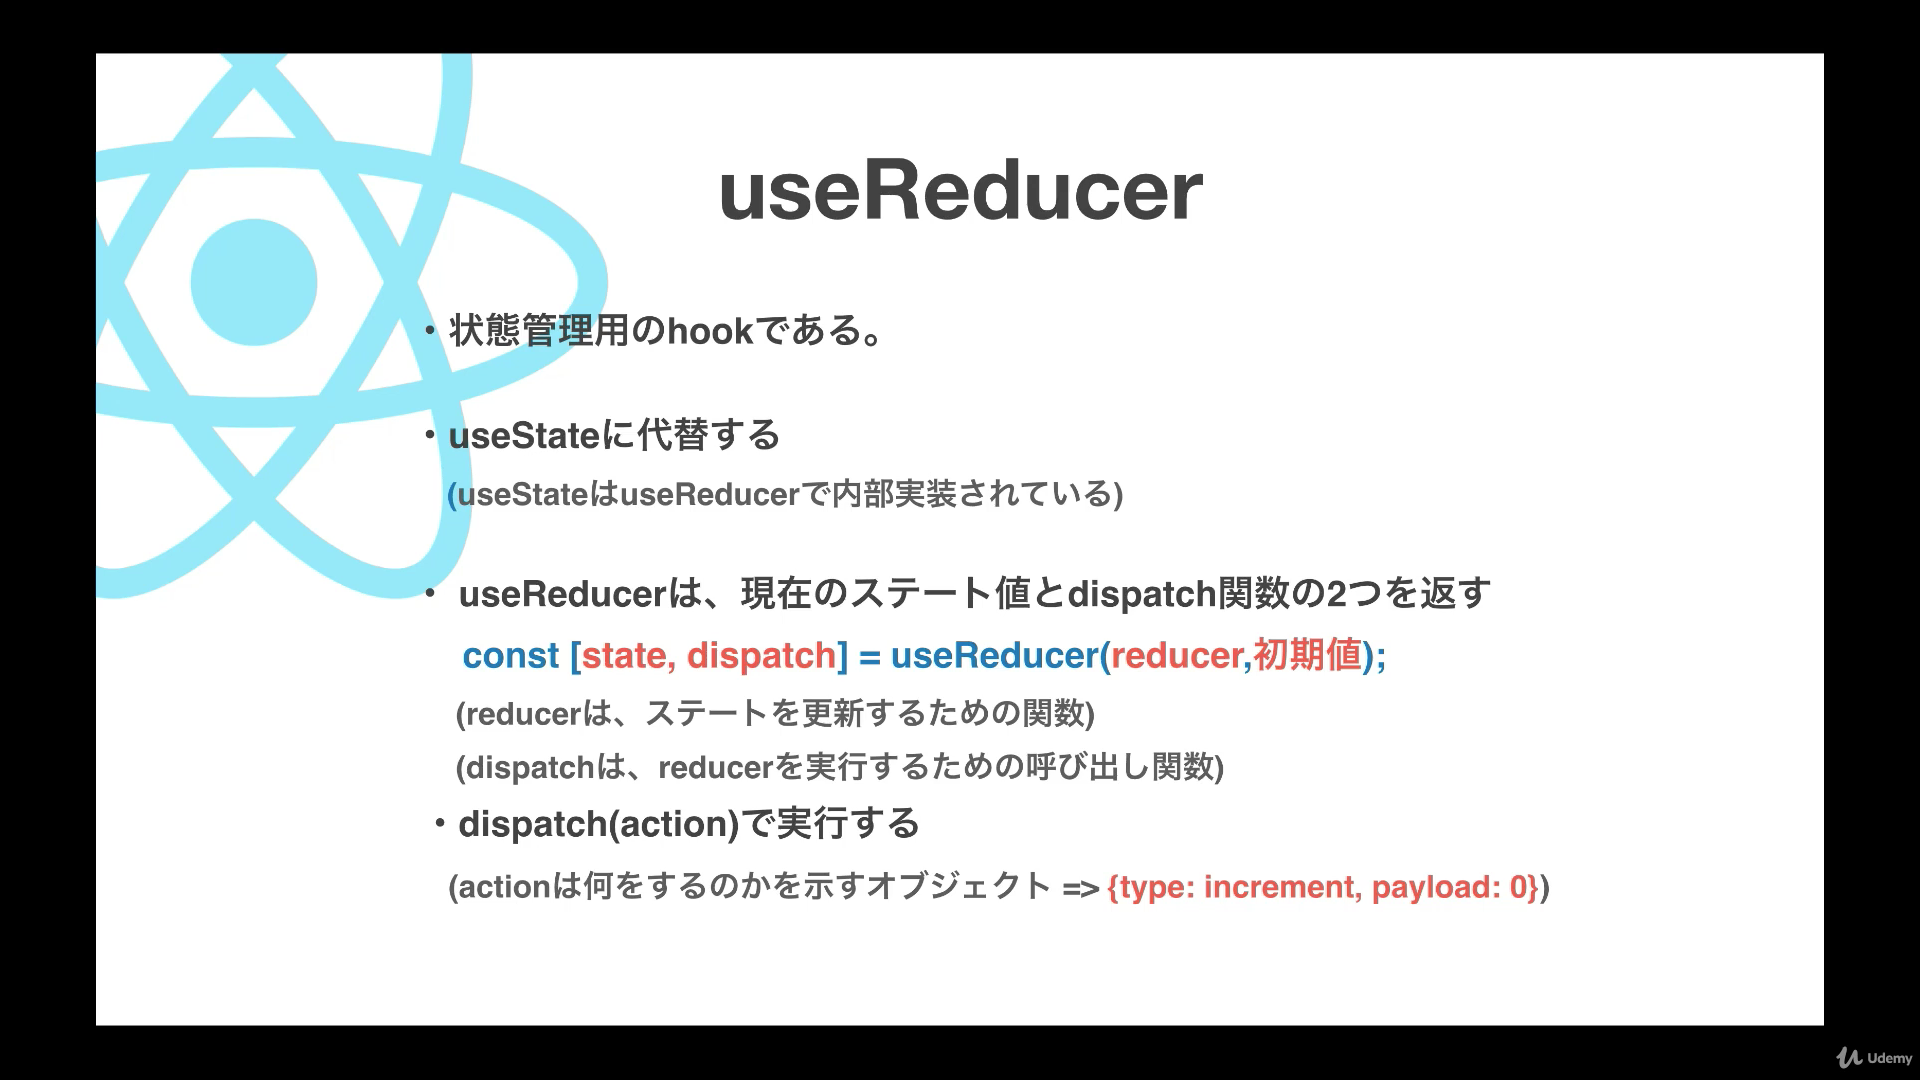 useReducer
・状態管理用のhookである。
・useStateに代替する
(useStateはuseReducerで内部実装されている)
・ useReducerは、現在のステート値とdispatch関数の2つを返す
const [state, dispatch] = useReducer(reducer,初期値);
(reducerは、ステートを更新するための関数)
(dispatchは、reducerを実行するための呼び出し関数)
・dispatch(action)で実行する
(actionは何をするのかを示すオブジェクト => {type: increment, payload: 0})
Udemy